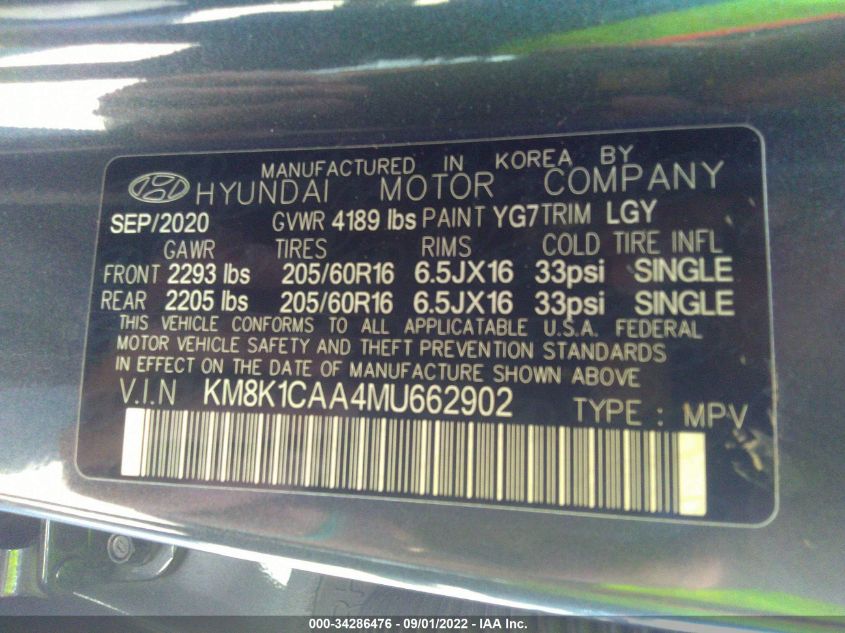 MANUFACTURED IN KOREA BY
HYUNDAI MOTOR COMPANY
SEP/2020 GVWR 4189 lbs PAINT YG7 TRIM LGY
GAWR TIRES RIMS COLD TIRE INFL
FRONT 2293 lbs 205/60R16 6.5JX16 33psi SINGLE
REAR 2205 lbs 205/60R16 6.5JX16 33psi SINGLE
THIS VEHICLE CONFORMS TO ALL APPLICATABLE U.S.A. FEDERAL
MOTOR VEHICLE SAFETY AND THEFT PREVENTION STANDARDS
IN EFFECT ON THE DATE OF MANUFACTURE SHOWN ABOVE
V.I.N KM8K1CAA4MU662902 TYPE : MPV
000-34286476 - 09/01/2022 - IAA Inc.